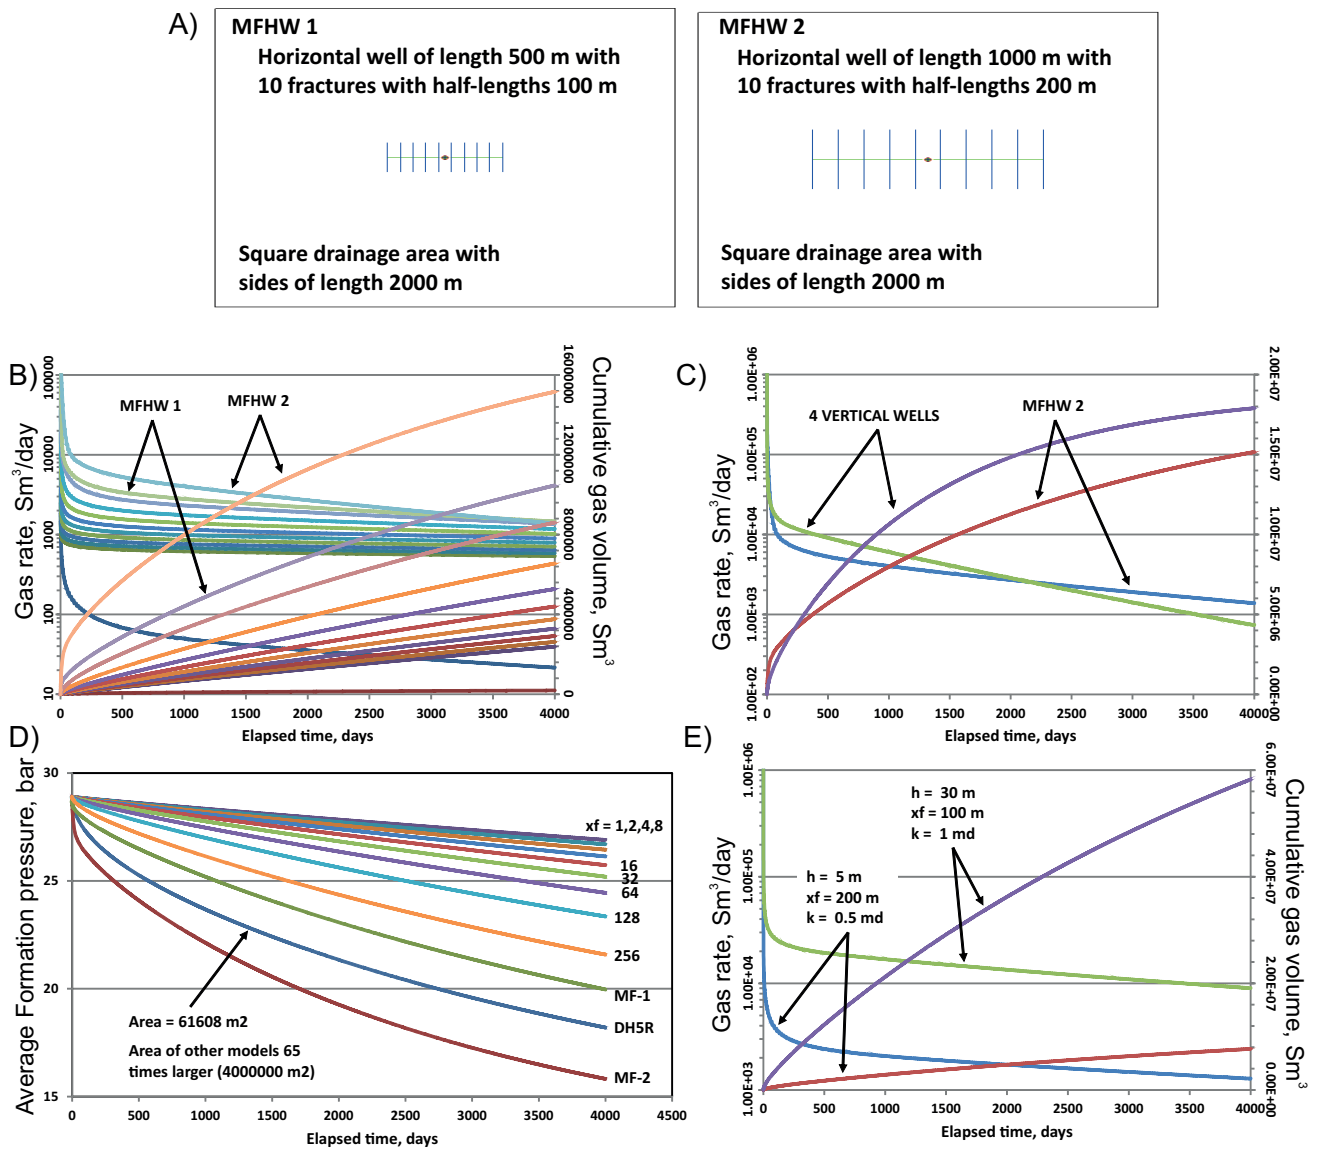 A)
MFHW 1
Horizontal well of length 500 m with
10 fractures with half-lengths 100 m
Square drainage area with
sides of length 2000 m
MFHW 2
Horizontal well of length 1000 m with
10 fractures with half-lengths 200 m
Square drainage area with
sides of length 2000 m
B)
Gas rate, Sm³/day
100000
10000
1000
100
10
MFHW 1
MFHW 2
16000000
12000000
8000000
4000000
0
Cumulative gas volume, Sm³
0 500 1000 1500 2000 2500 3000 3500 4000
Elapsed time, days
C)
Gas rate, Sm³/day
1.00E+06
1.00E+05
1.00E+04
1.00E+03
1.00E+02
4 VERTICAL WELLS
MFHW 2
2.00E+07
1.50E+07
1.00E+07
5.00E+06
0.00E+00
0 500 1000 1500 2000 2500 3000 3500 4000
Elapsed time, days
D)
Average Formation pressure, bar
30
25
20
15
xf = 1,2,4,8
16
32
64
128
256
MF-1
DH5R
MF-2
Area = 61608 m2
Area of other models 65
times larger (4000000 m2)
0 500 1000 1500 2000 2500 3000 3500 4000 4500
Elapsed time, days
E)
Gas rate, Sm³/day
1.00E+06
1.00E+05
1.00E+04
1.00E+03
h = 30 m
xf = 100 m
k = 1 md
h = 5 m
xf = 200 m
k = 0.5 md
6.00E+07
4.00E+07
2.00E+07
0.00E+00
Cumulative gas volume, Sm³
0 500 1000 1500 2000 2500 3000 3500 4000
Elapsed time, days